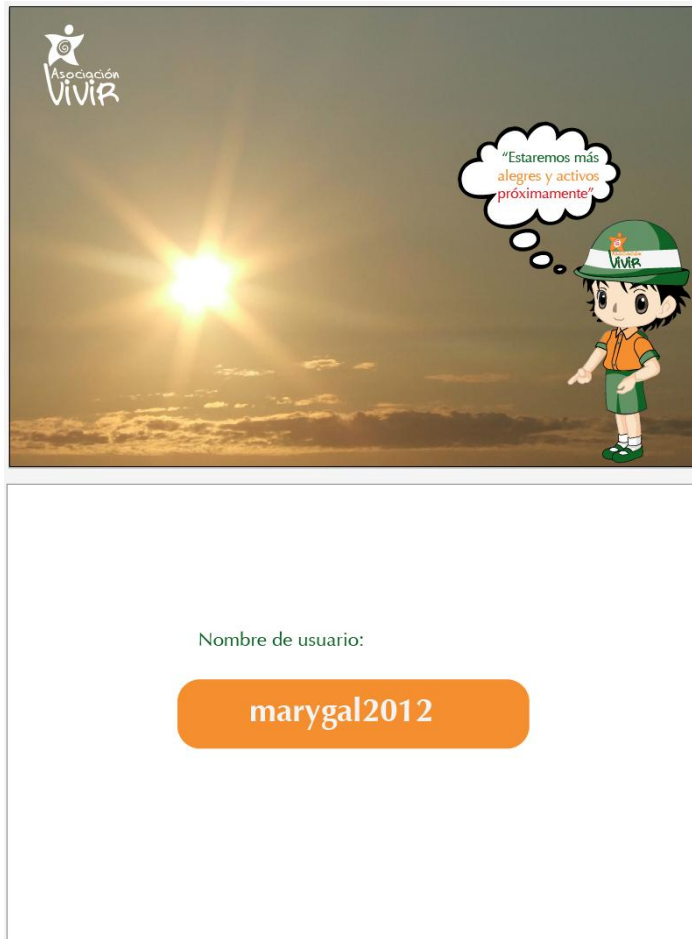 Asociación
ViViR
“Estaremos más
alegres y activos
próximamente”
ViViR
Nombre de usuario:
marygal2012